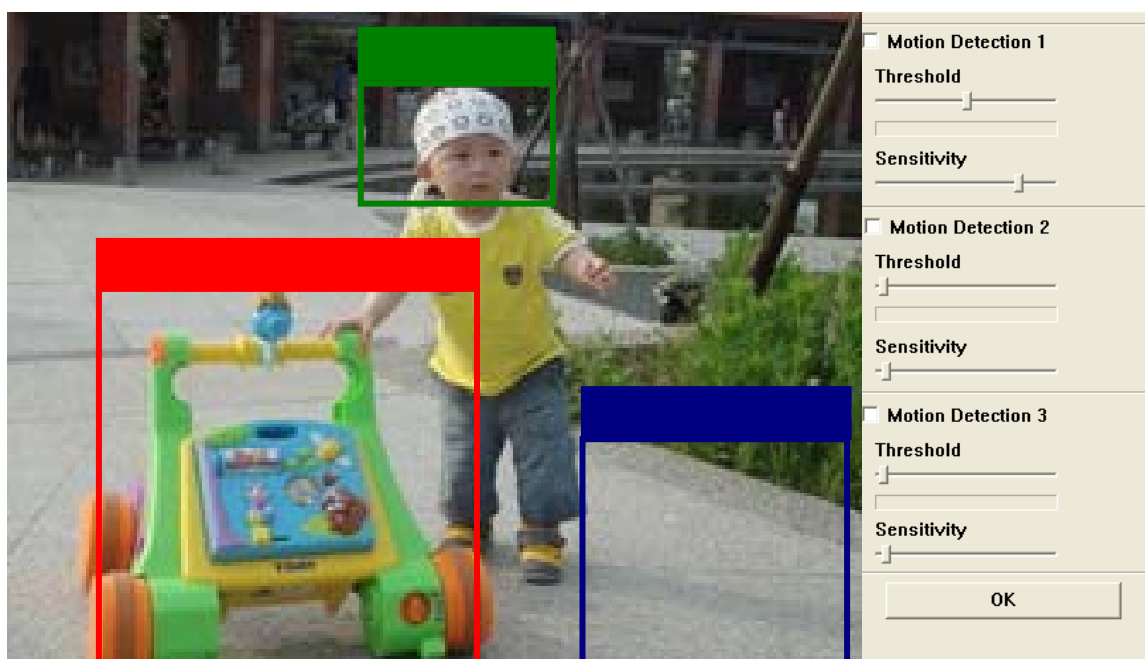 Motion Detection 1
Threshold
Sensitivity
Motion Detection 2
Threshold
Sensitivity
Motion Detection 3
Threshold
Sensitivity
OK